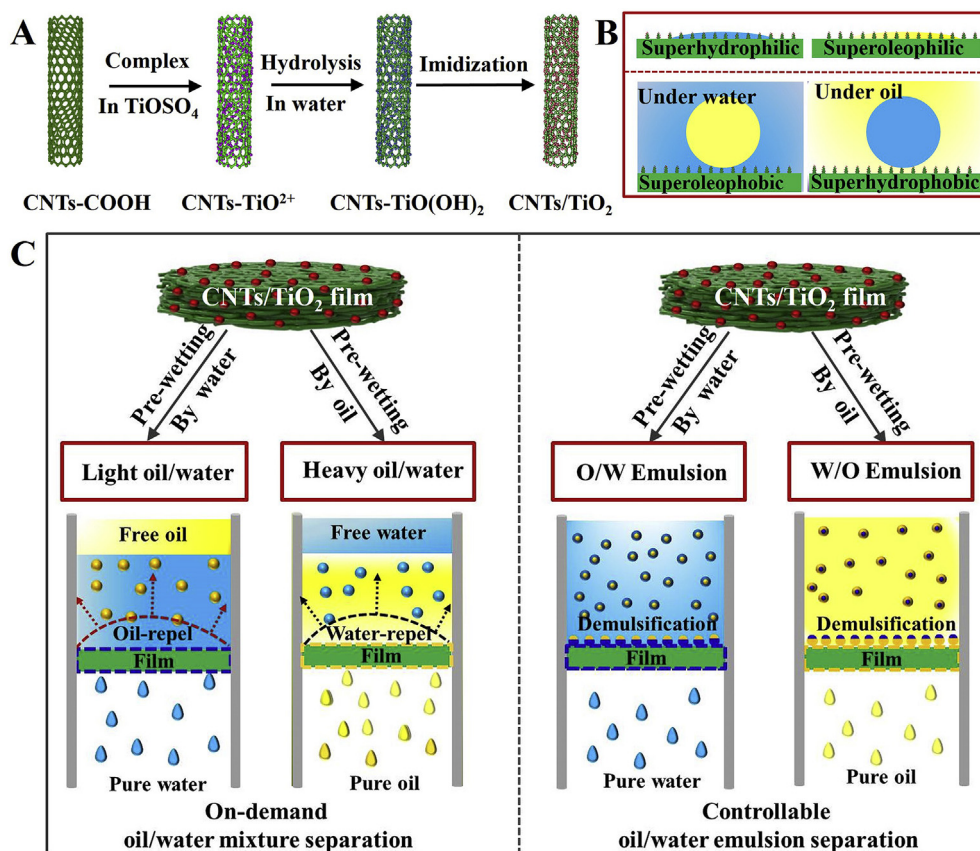 A
Complex
In TiOSO4
Hydrolysis
In water
Imidization
CNTs-COOH
CNTs-TiO2+
CNTs-TiO(OH)2
CNTs/TiO2
B
Superhydrophilic
Superoleophilic
Under water
Under oil
Superoleophobic
Superhydrophobic
C
CNTs/TiO2 film
Pre-wetting
By water
Pre-wetting
By oil
Light oil/water
Heavy oil/water
Free oil
Oil-repel
Film
Pure water
Free water
Water-repel
Film
Pure oil
On-demand
oil/water mixture separation
CNTs/TiO2 film
Pre-wetting
By water
Pre-wetting
By oil
O/W Emulsion
W/O Emulsion
Demulsification
Film
Pure water
Demulsification
Film
Pure oil
Controllable
oil/water emulsion separation